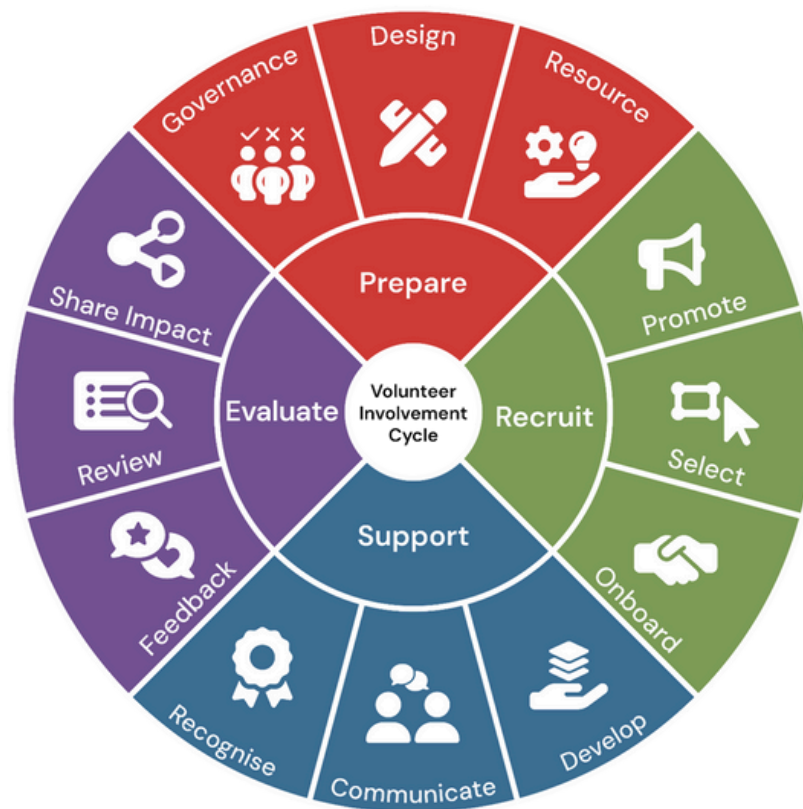 Governance
Design
Resource
Prepare
Promote
Share Impact
Volunteer
Involvement
Cycle
Evaluate
Recruit
Review
Select
Support
Feedback
Onboard
Recognise
Communicate
Develop